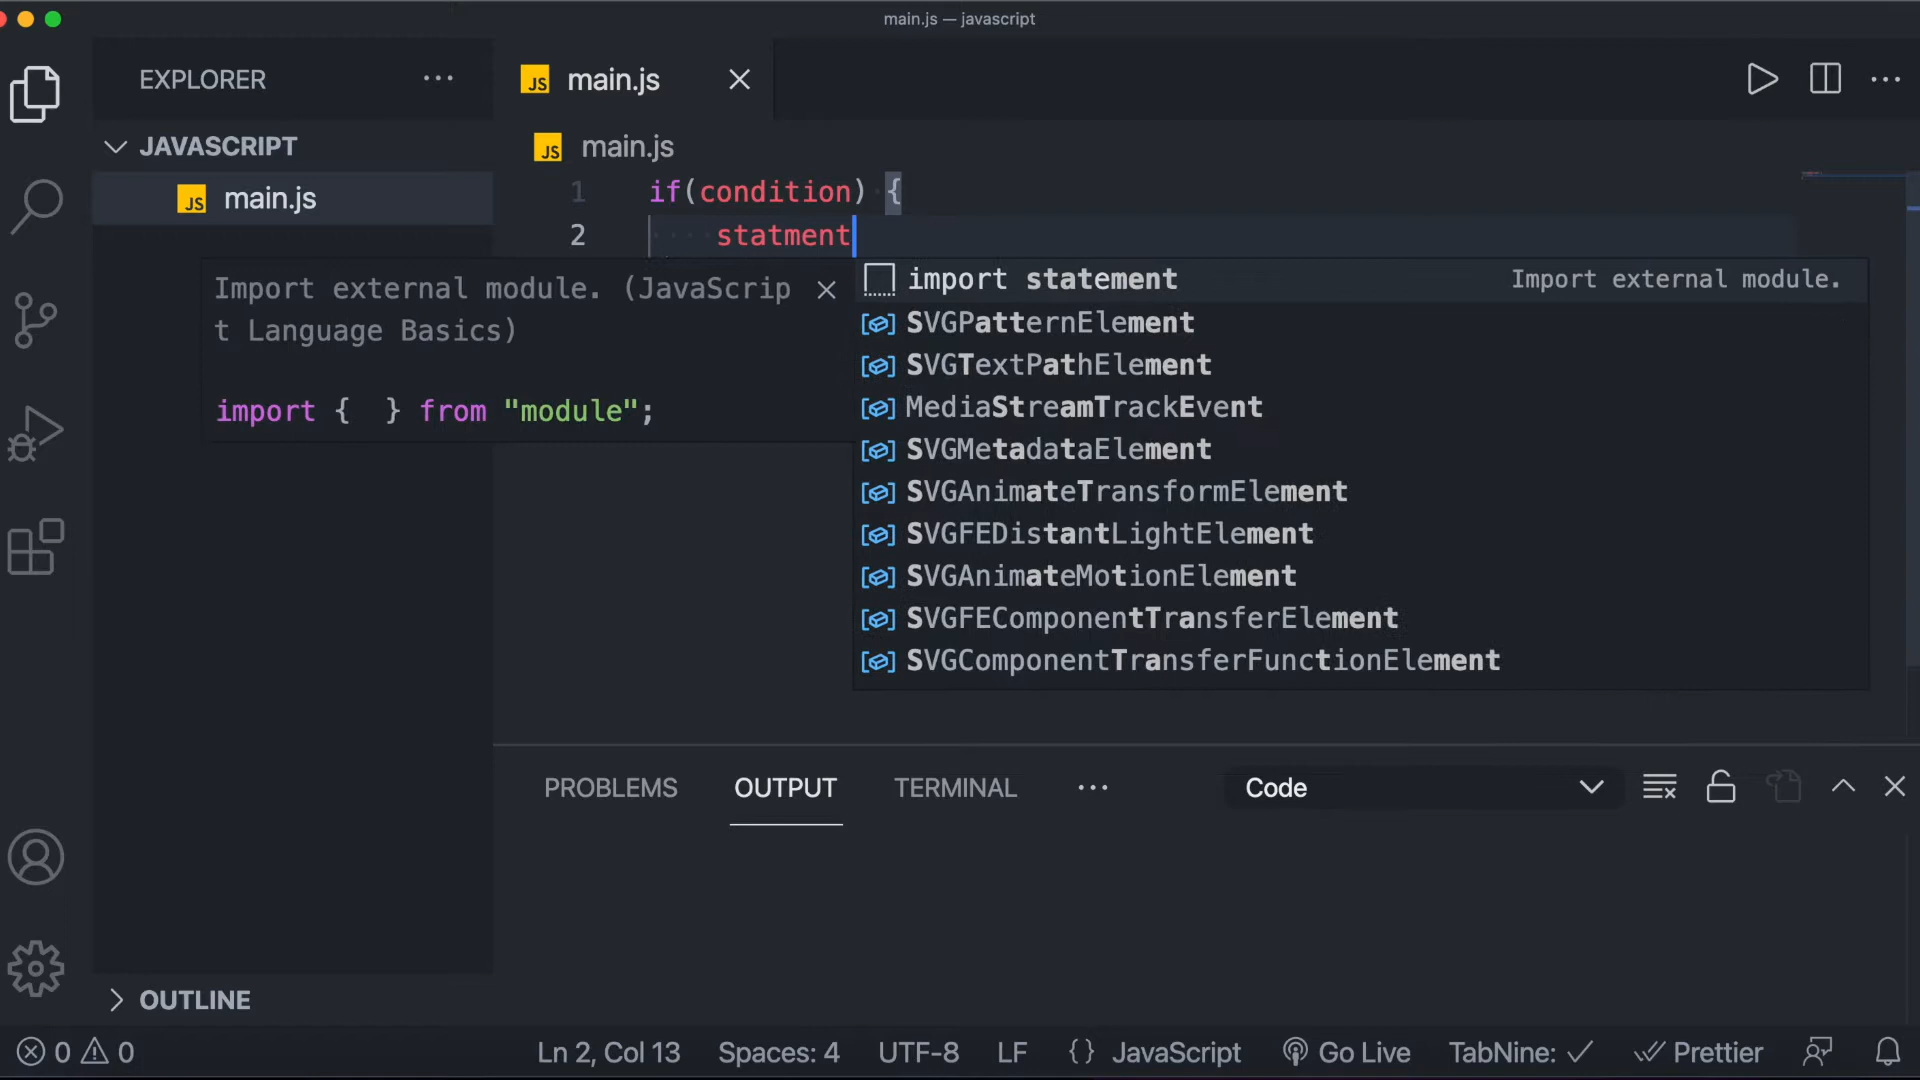 main.js — javascript
EXPLORER
JS main.js
JAVASCRIPT
JS main.js
JS main.js
1 if(condition) {
2 statment
Import external module. (JavaScrip
t Language Basics)
import { } from "module";
import statement Import external module.
SVGPatternElement
SVGTextPathElement
MediaStreamTrackEvent
SVGMetadataElement
SVGAnimateTransformElement
SVGFEDistantLightElement
SVGAnimateMotionElement
SVGFEComponentTransferElement
SVGComponentTransferFunctionElement
PROBLEMS OUTPUT TERMINAL Code
OUTLINE
0 0 Ln 2, Col 13 Spaces: 4 UTF-8 LF {} JavaScript Go Live TabNine: ✓ Prettier